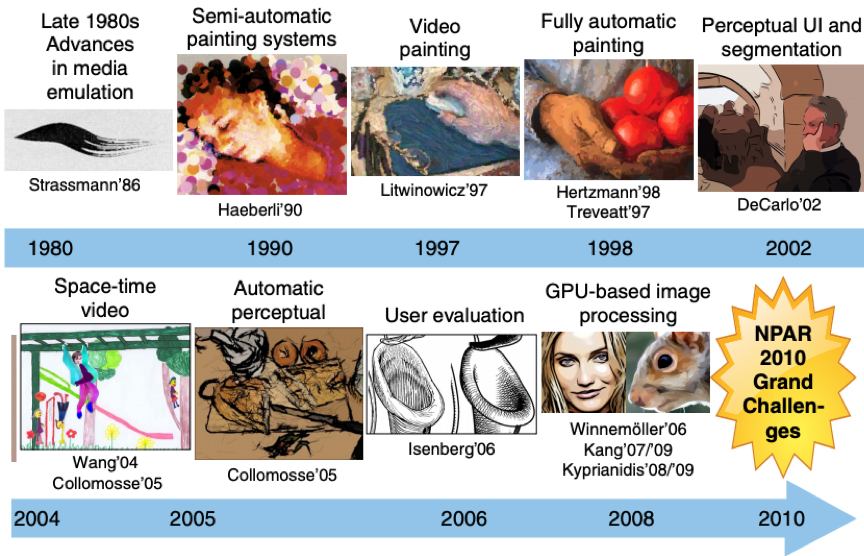 Late 1980s
Advances
in media
emulation
Strassmann’86
Semi-automatic
painting systems
Haeberli’90
Video
painting
Litwinowicz’97
Fully automatic
painting
Hertzmann’98
Treveatt’97
Perceptual UI and
segmentation
DeCarlo’02
1980 1990 1997 1998 2002
Space-time
video
Wang’04
Collomosse’05
Automatic
perceptual
Collomosse’05
User evaluation
Isenberg’06
GPU-based image
processing
Winnemöller’06
Kang’07/’09
Kyprianidis’08/’09
NPAR
2010
Grand
Challen-
ges
2004 2005 2006 2008 2010